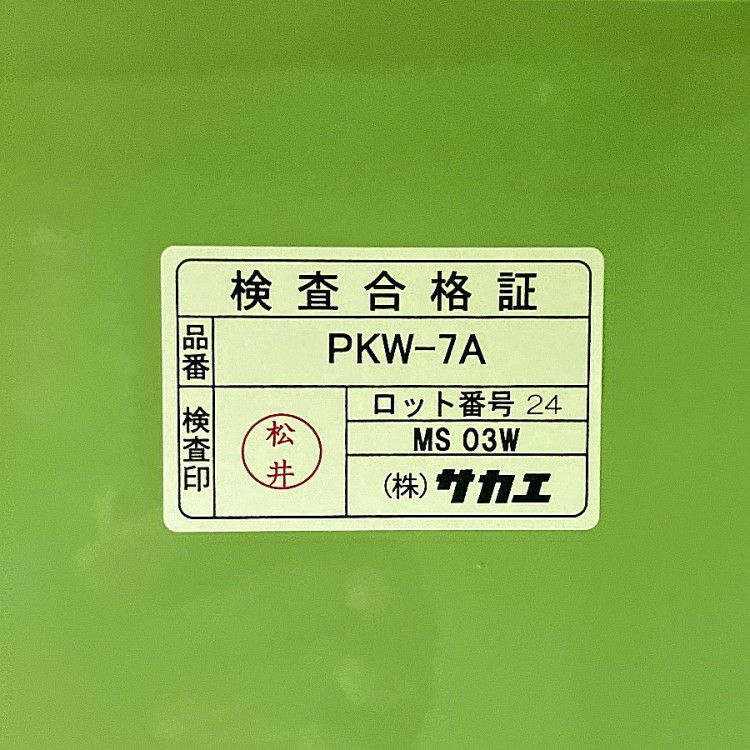 検査合格証
品番
PKW-7A
検査印
松井
ロット番号 24
MS 03W
(株)サカエ